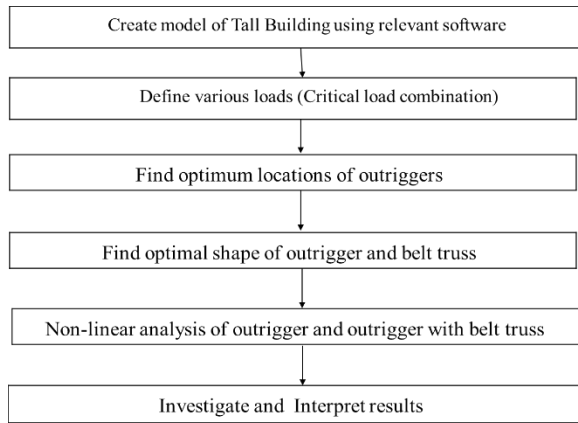 Create model of Tall Building using relevant software
Define various loads (Critical load combination)
Find optimum locations of outriggers
Find optimal shape of outrigger and belt truss
Non-linear analysis of outrigger and outrigger with belt truss
Investigate and Interpret results